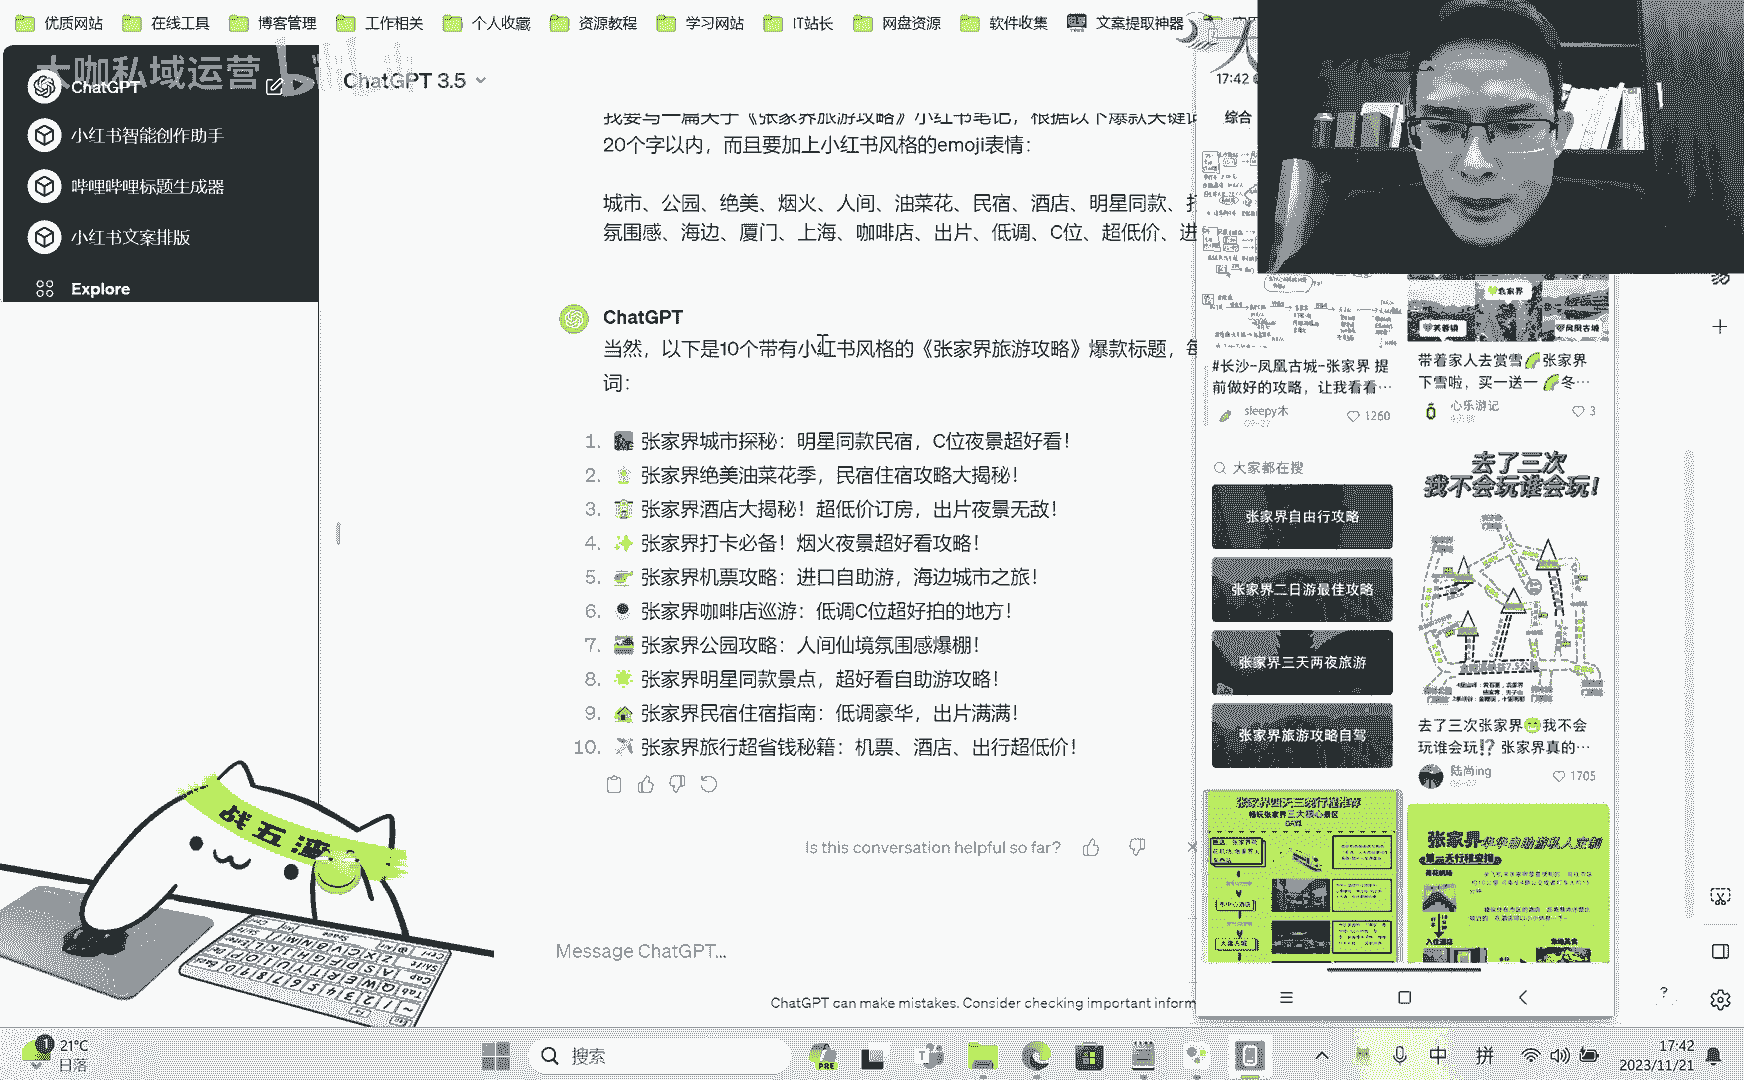 优质网站
在线工具
博客管理
工作相关
个人收藏
资源教程
学习网站
IT站长
网盘资源
软件收集
文案提取神器
大咖私域运营
bilibili
ChatGPT
小红书智能创作助手
哔哩哔哩标题生成器
小红书文案排版
Explore
ChatGPT 3.5
我要写一篇关于《张家界旅游攻略》小红书笔记，根据以下爆款关键词
20个字以内，而且要加上小红书风格的emoji表情：
城市、公园、绝美、烟火、人间、油菜花、民宿、酒店、明星同款、打
氛围感、海边、厦门、上海、咖啡店、出片、低调、C位、超低价、进
ChatGPT
当然，以下是10个带有小红书风格的《张家界旅游攻略》爆款标题，每
词：
1. 张家界城市探秘：明星同款民宿，C位夜景超好看！
2. 张家界绝美油菜花季，民宿住宿攻略大揭秘！
3. 张家界酒店大揭秘！超低价订房，出片夜景无敌！
4. 张家界打卡必备！烟火夜景超好看攻略！
5. 张家界机票攻略：进口自助游，海边城市之旅！
6. 张家界咖啡店巡游：低调C位超好拍的地方！
7. 张家界公园攻略：人间仙境氛围感爆棚！
8. 张家界明星同款景点，超好看自助游攻略！
9. 张家界民宿住宿指南：低调豪华，出片满满！
10. 张家界旅行超省钱秘籍：机票、酒店、出行超低价！
Is this conversation helpful so far?
Message ChatGPT...
ChatGPT can make mistakes. Consider checking important inform
17:42
综合
#长沙-凤凰古城-张家界 提
前做好的攻略，让我看看…
sleepy木
1260
张家界
芙蓉镇
凤凰古城
带着家人去赏雪🌈张家界
下雪啦，买一送一🌈冬…
心乐游记
3
大家都在搜
张家界自由行攻略
张家界二日游最佳攻略
张家界三天两夜旅游
张家界旅游攻略自驾
去了三次
我不会玩谁会玩！
去了三次张家界😁我不会
玩谁会玩⁉️ 张家界真的…
陆尚ing
1705
张家界四天三晚行程推荐
畅玩张家界三大核心景区
DAY1
张家界
战五渣
21°C
日落
搜索
PRE
中
拼
17:42
2023/11/21